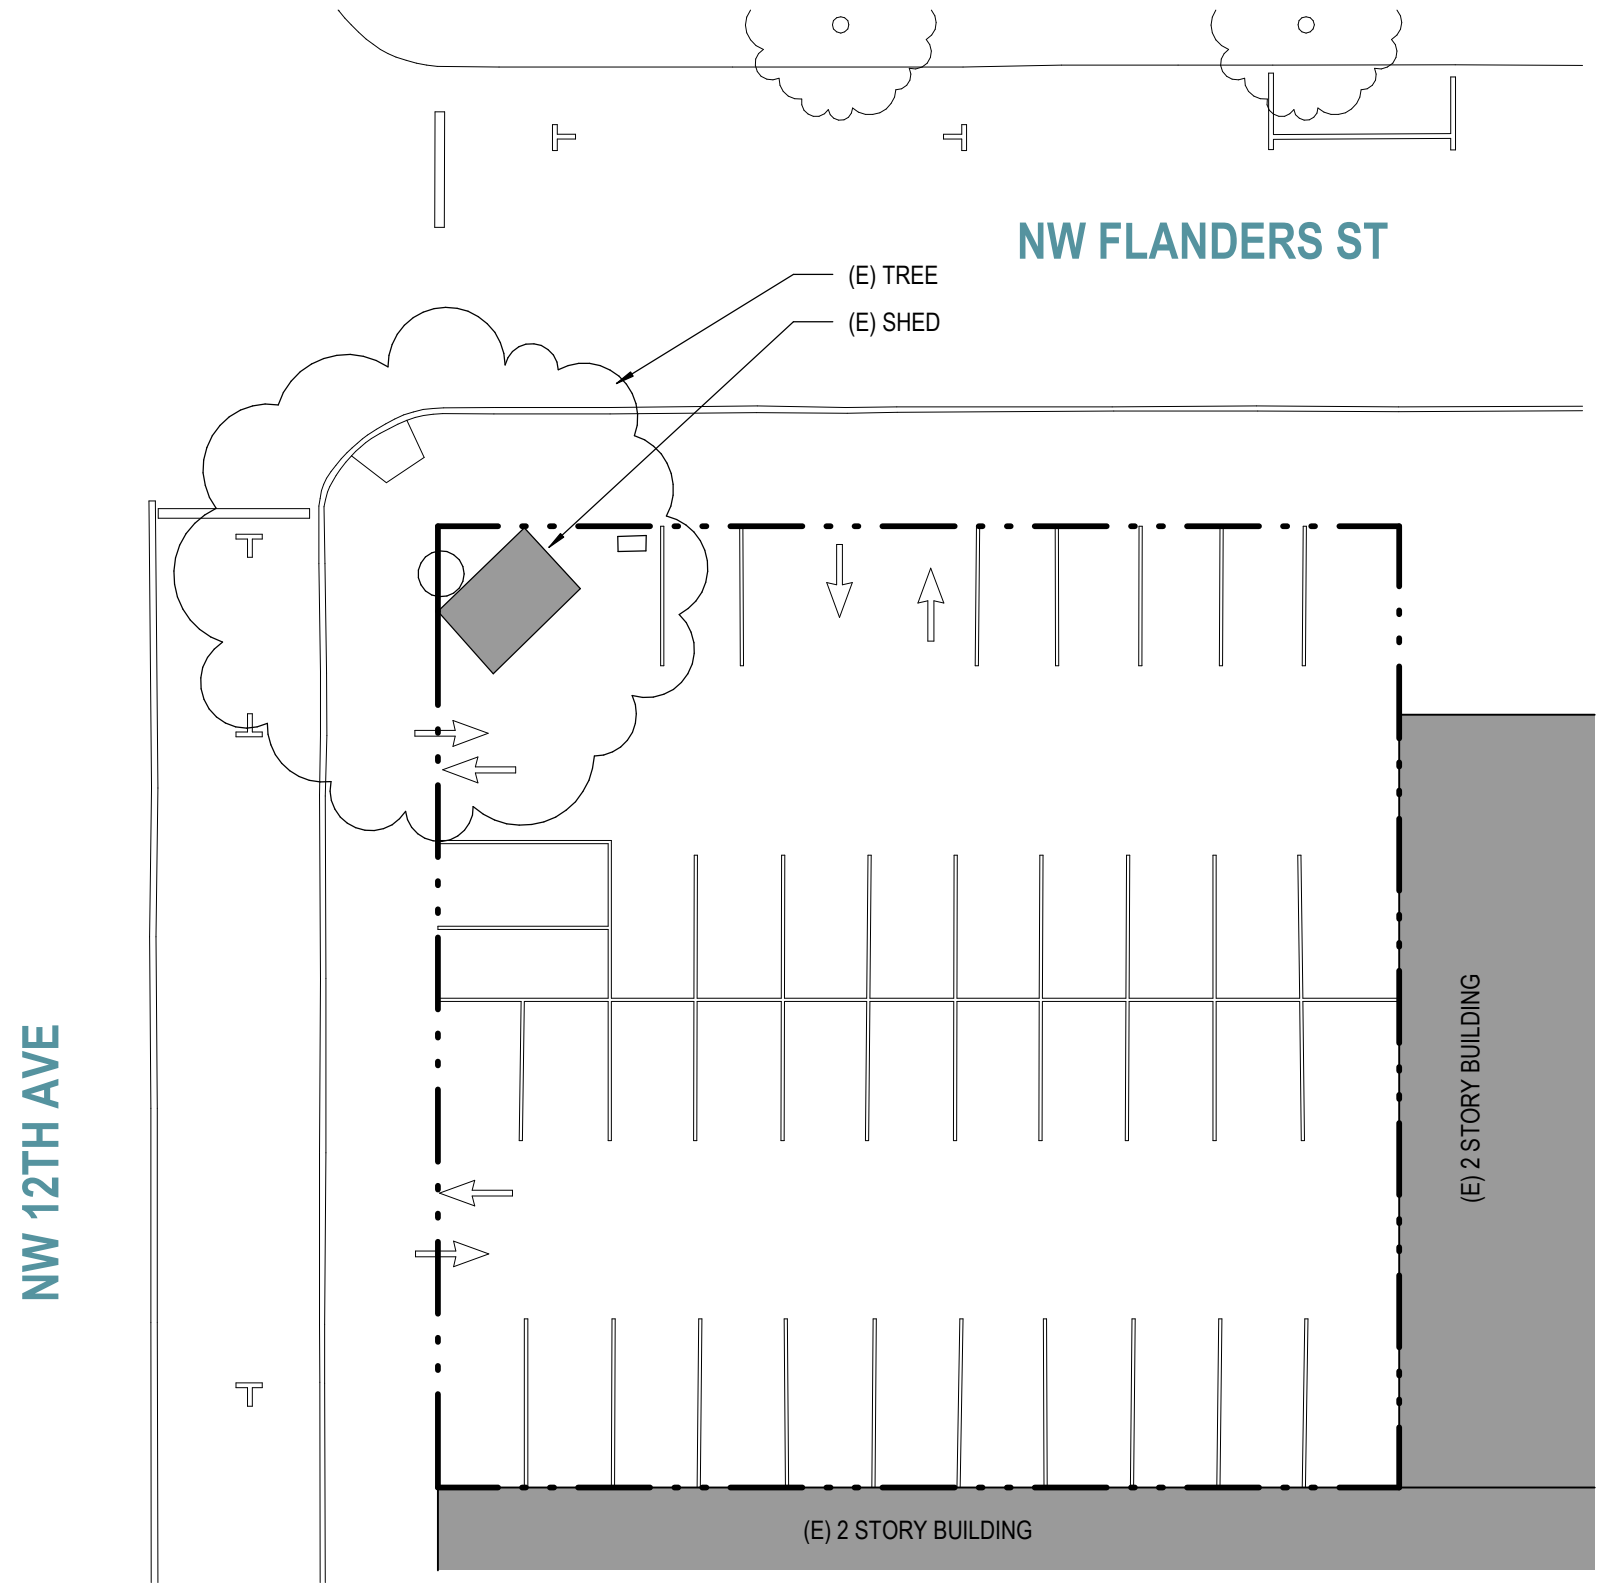 NW FLANDERS ST
(E) TREE
(E) SHED
NW 12TH AVE
(E) 2 STORY BUILDING
(E) 2 STORY BUILDING